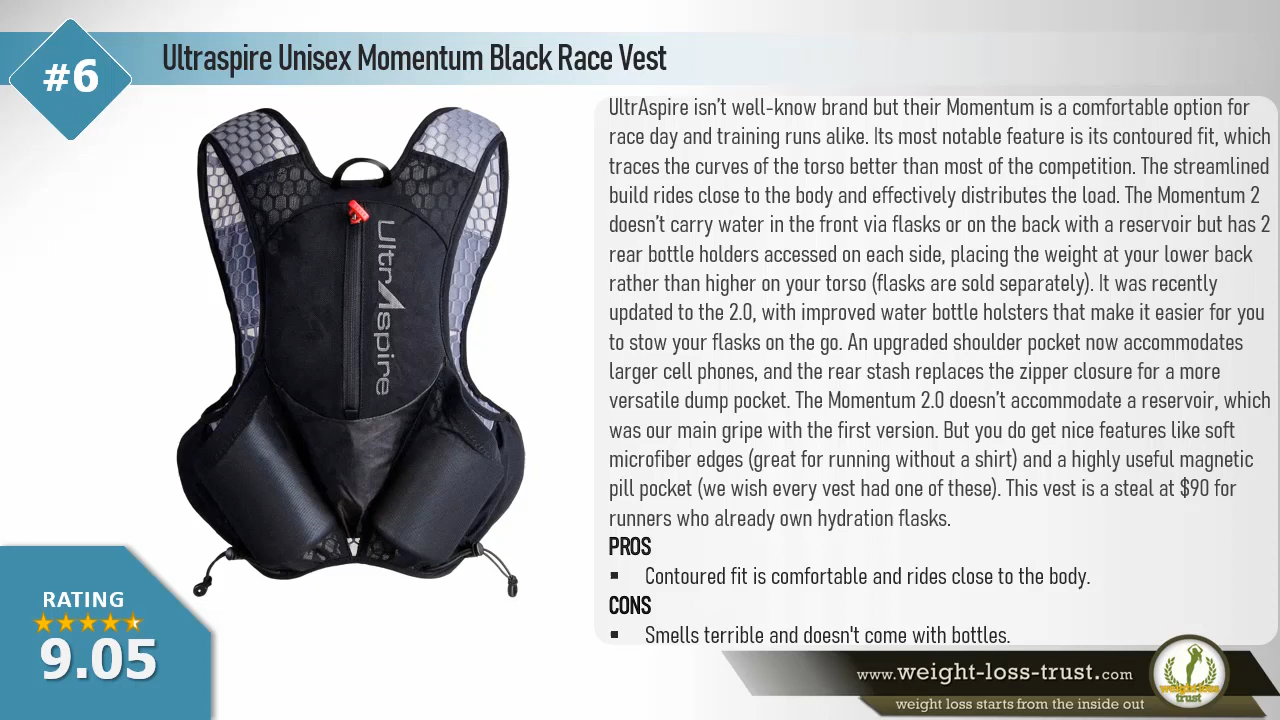 #6
Ultraspire Unisex Momentum Black Race Vest
UltrAspire
UltrAspire isn't well-know brand but their Momentum is a comfortable option for
race day and training runs alike. Its most notable feature is its contoured fit, which
traces the curves of the torso better than most of the competition. The streamlined
build rides close to the body and effectively distributes the load. The Momentum 2
doesn't carry water in the front via flasks or on the back with a reservoir but has 2
rear bottle holders accessed on each side, placing the weight at your lower back
rather than higher on your torso (flasks are sold separately). It was recently
updated to the 2.0, with improved water bottle holsters that make it easier for you
to stow your flasks on the go. An upgraded shoulder pocket now accommodates
larger cell phones, and the rear stash replaces the zipper closure for a more
versatile dump pocket. The Momentum 2.0 doesn't accommodate a reservoir, which
was our main gripe with the first version. But you do get nice features like soft
microfiber edges (great for running without a shirt) and a highly useful magnetic
pill pocket (we wish every vest had one of these). This vest is a steal at $90 for
runners who already own hydration flasks.
PROS
▪ Contoured fit is comfortable and rides close to the body.
CONS
▪ Smells terrible and doesn't come with bottles.
RATING
9.05
www.weight-loss-trust.com
weight loss starts from the inside out
weight loss
trust